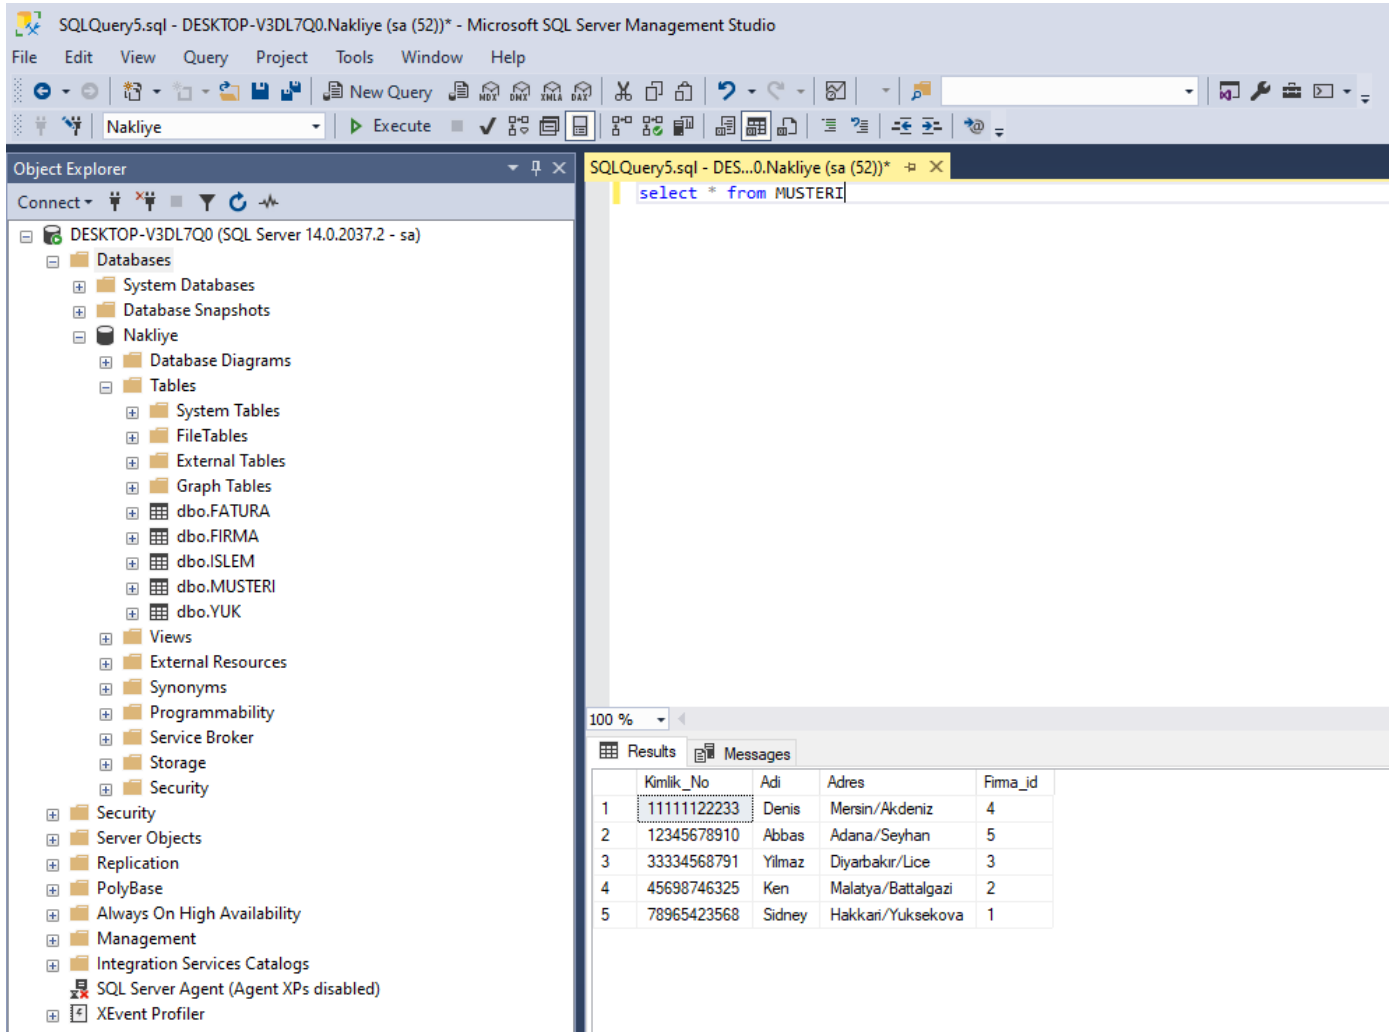 SQLQuery5.sql - DESKTOP-V3DL7Q0.Nakliye (sa (52))* - Microsoft SQL Server Management Studio
File Edit View Query Project Tools Window Help
New Query MDX DMX XMLA DAX
Nakliye Execute
Object Explorer
Connect
DESKTOP-V3DL7Q0 (SQL Server 14.0.2037.2 - sa)
Databases
System Databases
Database Snapshots
Nakliye
Database Diagrams
Tables
System Tables
FileTables
External Tables
Graph Tables
dbo.FATURA
dbo.FIRMA
dbo.ISLEM
dbo.MUSTERI
dbo.YUK
Views
External Resources
Synonyms
Programmability
Service Broker
Storage
Security
Security
Server Objects
Replication
PolyBase
Always On High Availability
Management
Integration Services Catalogs
SQL Server Agent (Agent XPs disabled)
XEvent Profiler
SQLQuery5.sql - DES...0.Nakliye (sa (52))*
select * from MUSTERI
100 %
Results Messages
Kimlik_No Adi Adres Firma_id
1 11111122233 Denis Mersin/Akdeniz 4
2 12345678910 Abbas Adana/Seyhan 5
3 33334568791 Yilmaz Diyarbakır/Lice 3
4 45698746325 Ken Malatya/Battalgazi 2
5 78965423568 Sidney Hakkari/Yuksekova 1